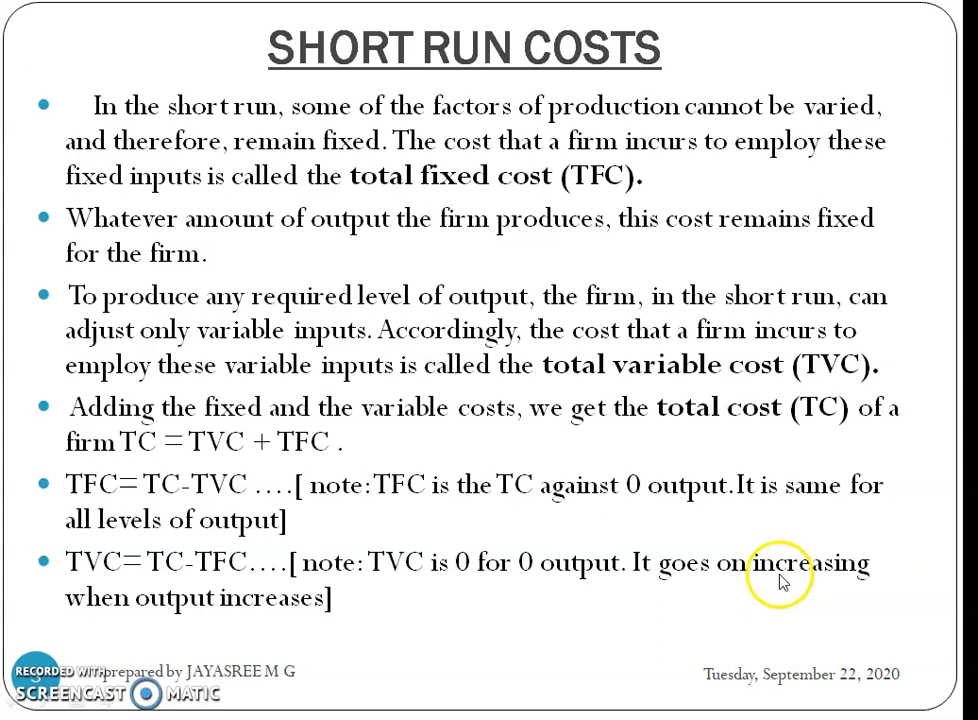 SHORT RUN COSTS
In the short run, some of the factors of production cannot be varied,
and therefore, remain fixed. The cost that a firm incurs to employ these
fixed inputs is called the total fixed cost (TFC).
Whatever amount of output the firm produces, this cost remains fixed
for the firm.
To produce any required level of output, the firm, in the short run, can
adjust only variable inputs. Accordingly, the cost that a firm incurs to
employ these variable inputs is called the total variable cost (TVC).
Adding the fixed and the variable costs, we get the total cost (TC) of a
firm TC = TVC + TFC .
TFC= TC-TVC ....[ note: TFC is the TC against 0 output. It is same for
all levels of output]
TVC= TC-TFC....[ note: TVC is 0 for 0 output. It goes on increasing
when output increases]
prepared by JAYASREE M G
Tuesday, September 22, 2020
RECORDED WITH
SCREENCAST MATIC